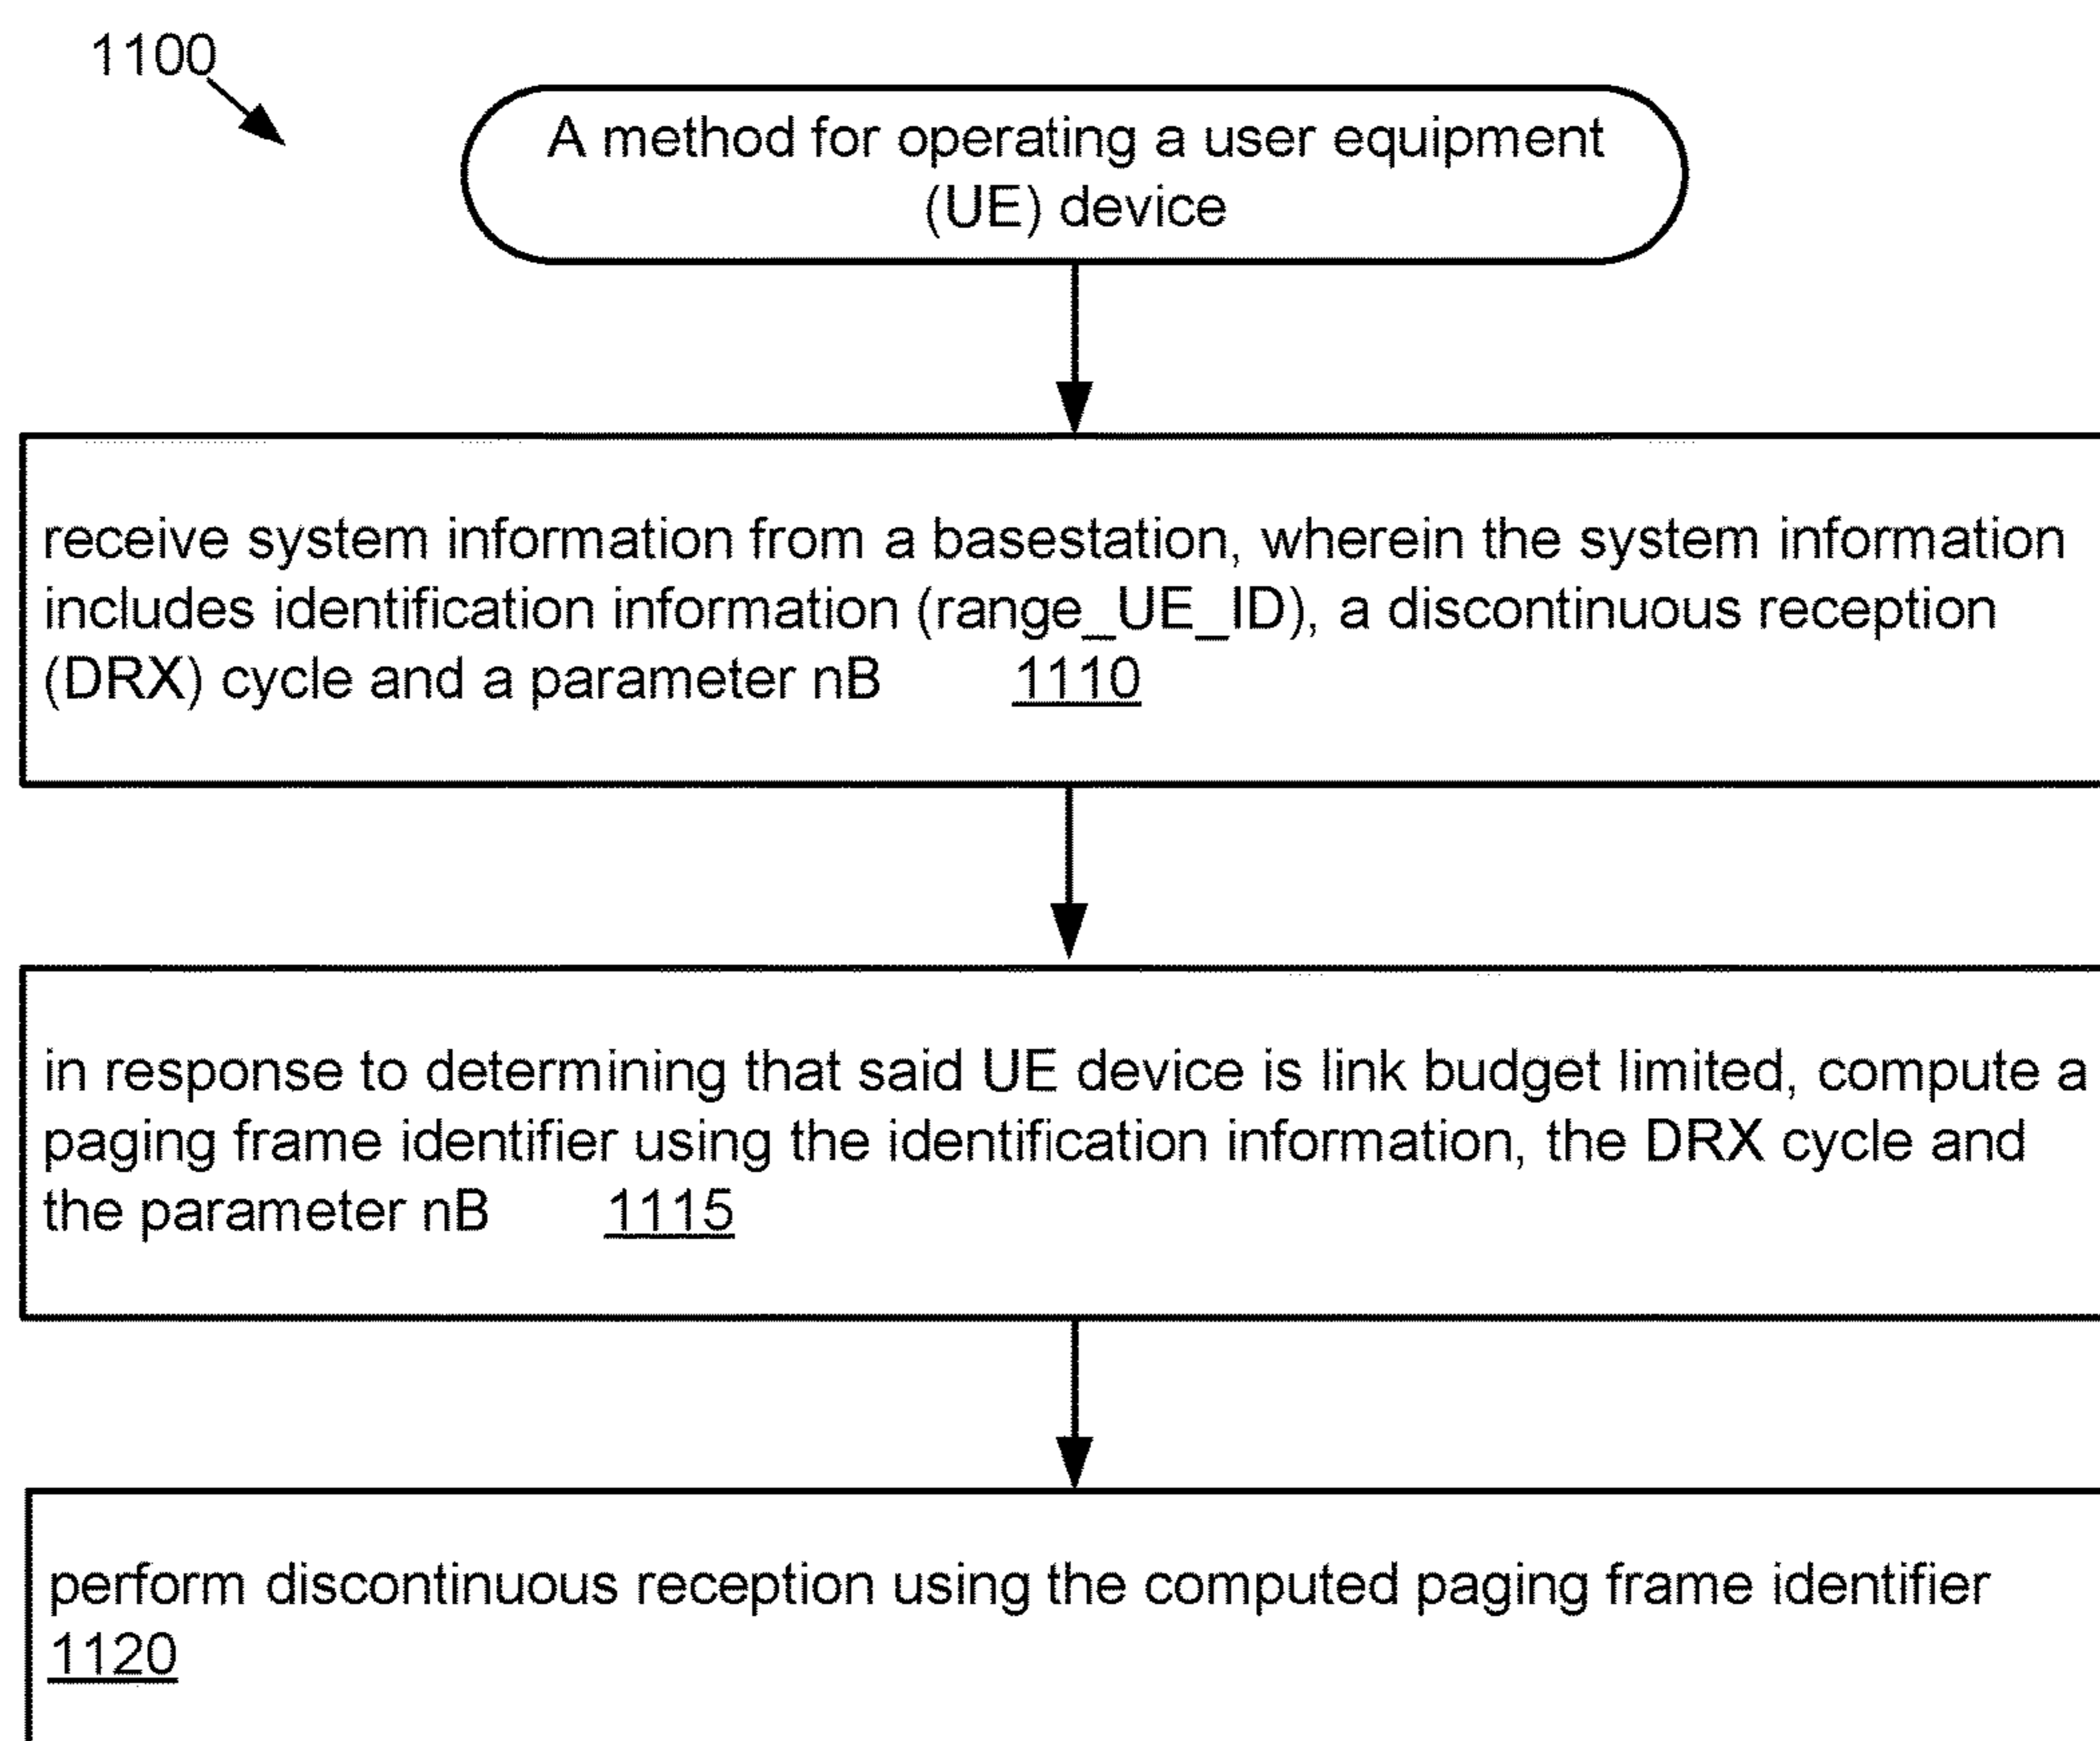 1100
A method for operating a user equipment
(UE) device
receive system information from a basestation, wherein the system information
includes identification information (range_UE_ID), a discontinuous reception
(DRX) cycle and a parameter nB 1110
in response to determining that said UE device is link budget limited, compute a
paging frame identifier using the identification information, the DRX cycle and
the parameter nB 1115
perform discontinuous reception using the computed paging frame identifier
1120